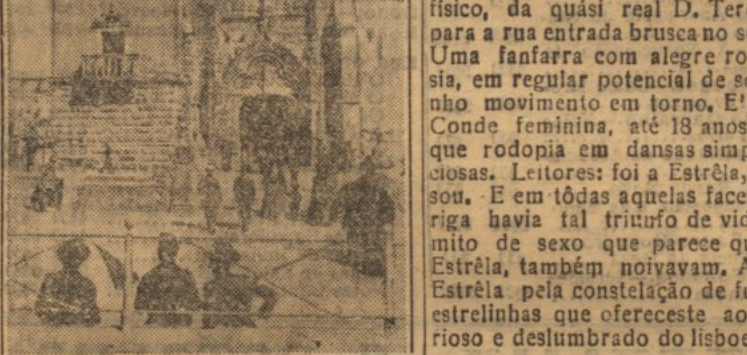 físico, da quási real D. Ter
para a rua entrada brusca no s
Uma fanfarra com alegre ro
sia, em regular potencial de s
nho movimento em torno. E'
Conde feminina, até 18 anos
que rodopia em dansas simp
ciosas. Leitores: foi a Estrêla,
sou. E em tôdas aquelas face
riga havia tal triunfo de vid
mito de sexo que parece qu
Estrêla, também noivavam. A
Estrêla pela constelação de f
estrelinhas que ofereceste ao
rioso e deslumbrado do lisbo